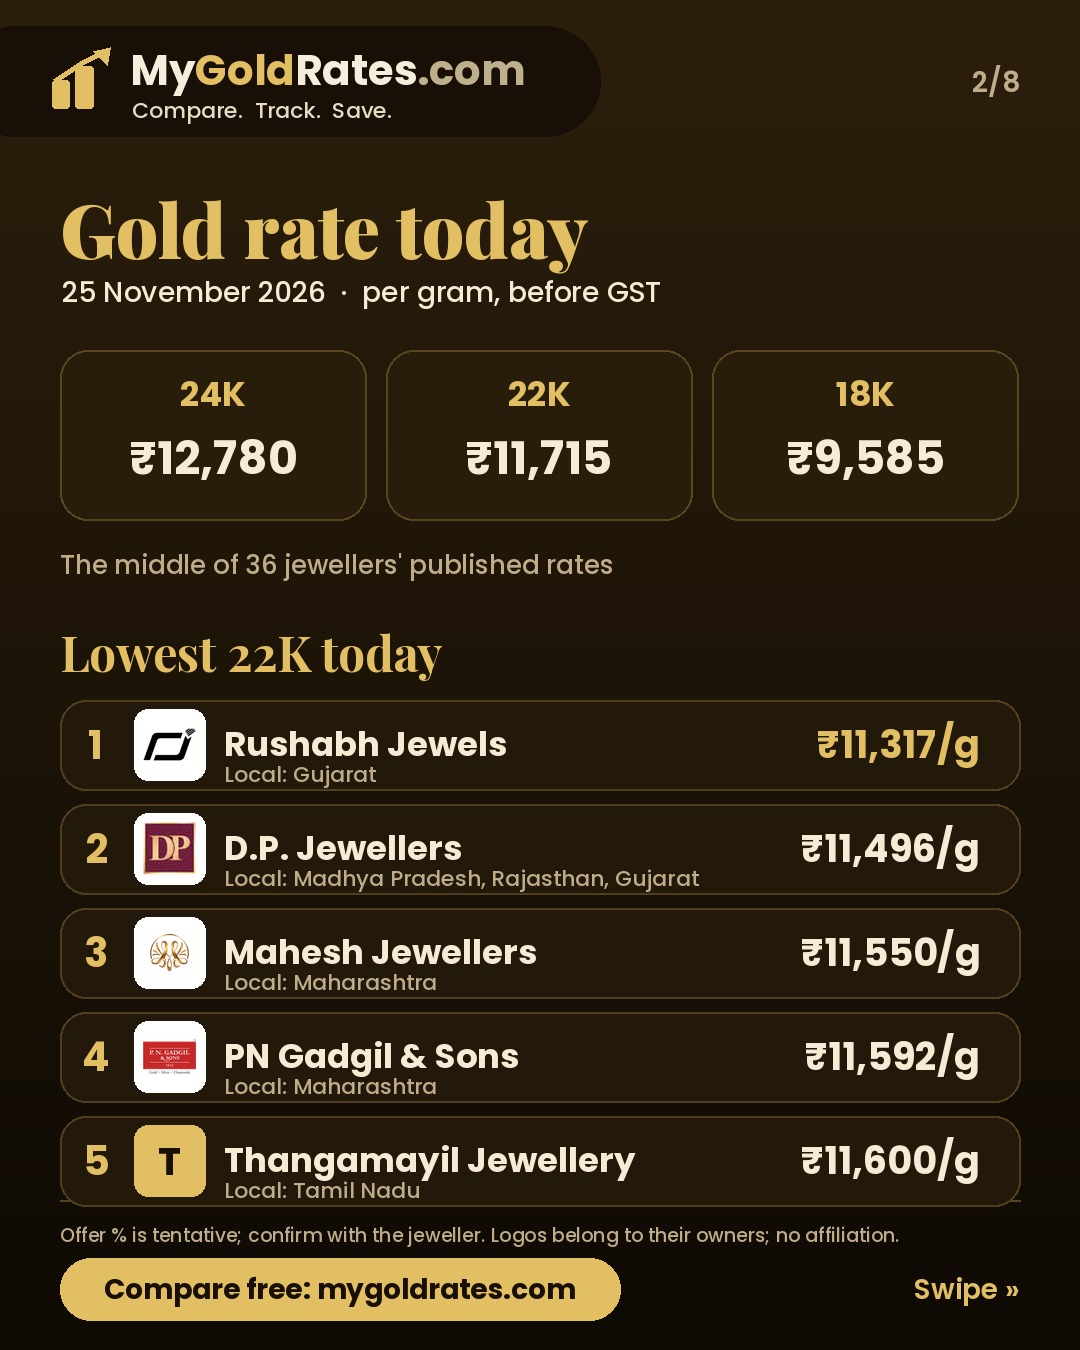 MyGoldRates.com
Compare. Track. Save.
2/8
Gold rate today
25 November 2026 · per gram, before GST
24K
₹12,780
22K
₹11,715
18K
₹9,585
The middle of 36 jewellers' published rates
Lowest 22K today
1
Rushabh Jewels
Local: Gujarat
₹11,317/g
2
DP
D.P. Jewellers
Local: Madhya Pradesh, Rajasthan, Gujarat
₹11,496/g
3
Mahesh Jewellers
Local: Maharashtra
₹11,550/g
4
P. N. GADGIL
& SONS
PN Gadgil & Sons
Local: Maharashtra
₹11,592/g
5
T
Thangamayil Jewellery
Local: Tamil Nadu
₹11,600/g
Offer % is tentative; confirm with the jeweller. Logos belong to their owners; no affiliation.
Compare free: mygoldrates.com
Swipe »